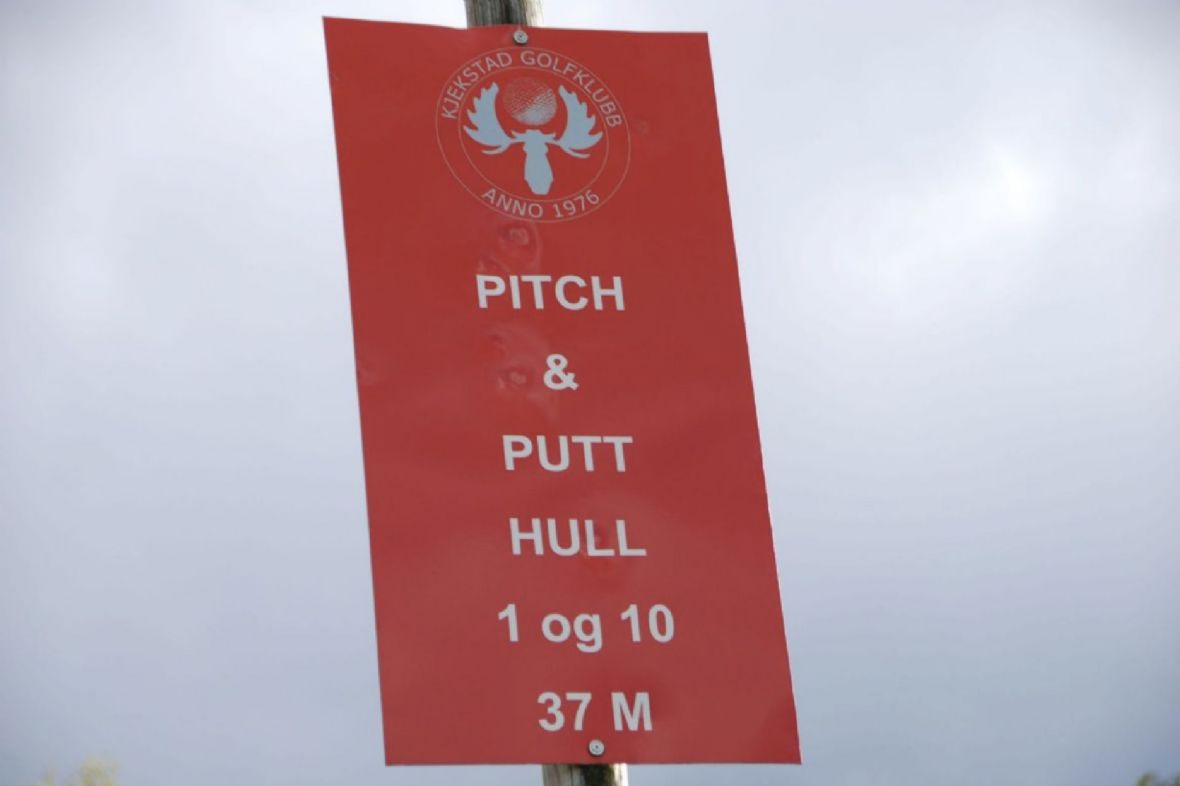 KJEKSTAD GOLFKLUBB
ANNO 1976
PITCH
&
PUTT
HULL
1 og 10
37 M